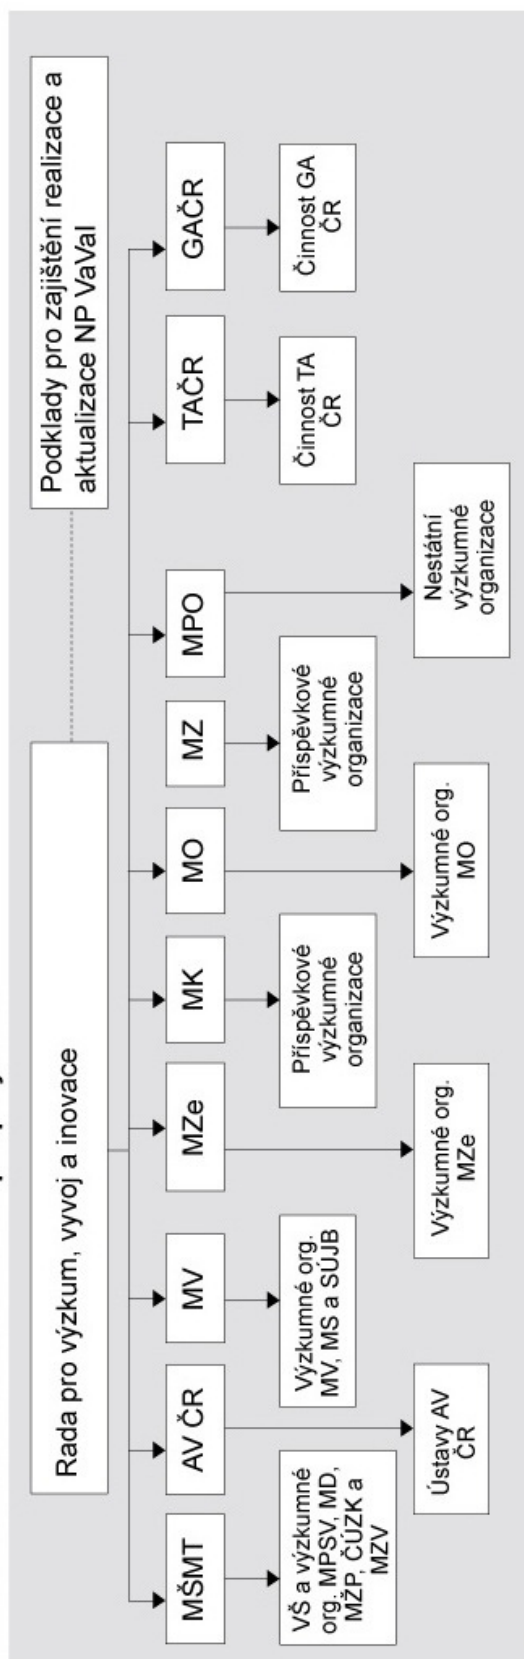 Rada pro výzkum, vyvoj a inovace
Podklady pro zajištění realizace a
aktualizace NP VaVaI
MŠMT
AV ČR
MV
MZe
MK
MO
MZ
MPO
TAČR
GAČR
VŠ a výzkumné
org. MPSV, MD,
MŽP, ČÚZK a
MZV
Výzkumné org.
MV, MS a SÚJB
Příspěvkové
výzkumné
organizace
Příspěvkové
výzkumné
organizace
Činnost TA
ČR
Činnost GA
ČR
Ústavy AV
ČR
Výzkumné org.
MZe
Výzkumné org.
MO
Nestátní
výzkumné
organizace